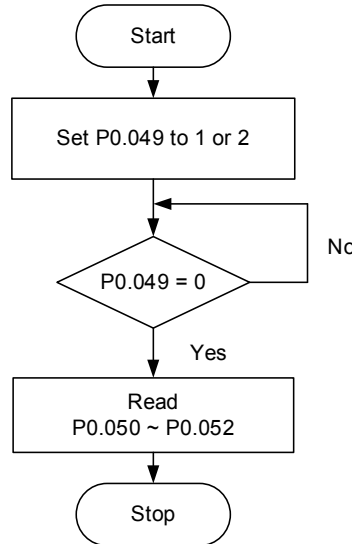 Start
Set P0.049 to 1 or 2
No
P0.049 = 0
Yes
Read
P0.050 ~ P0.052
Stop